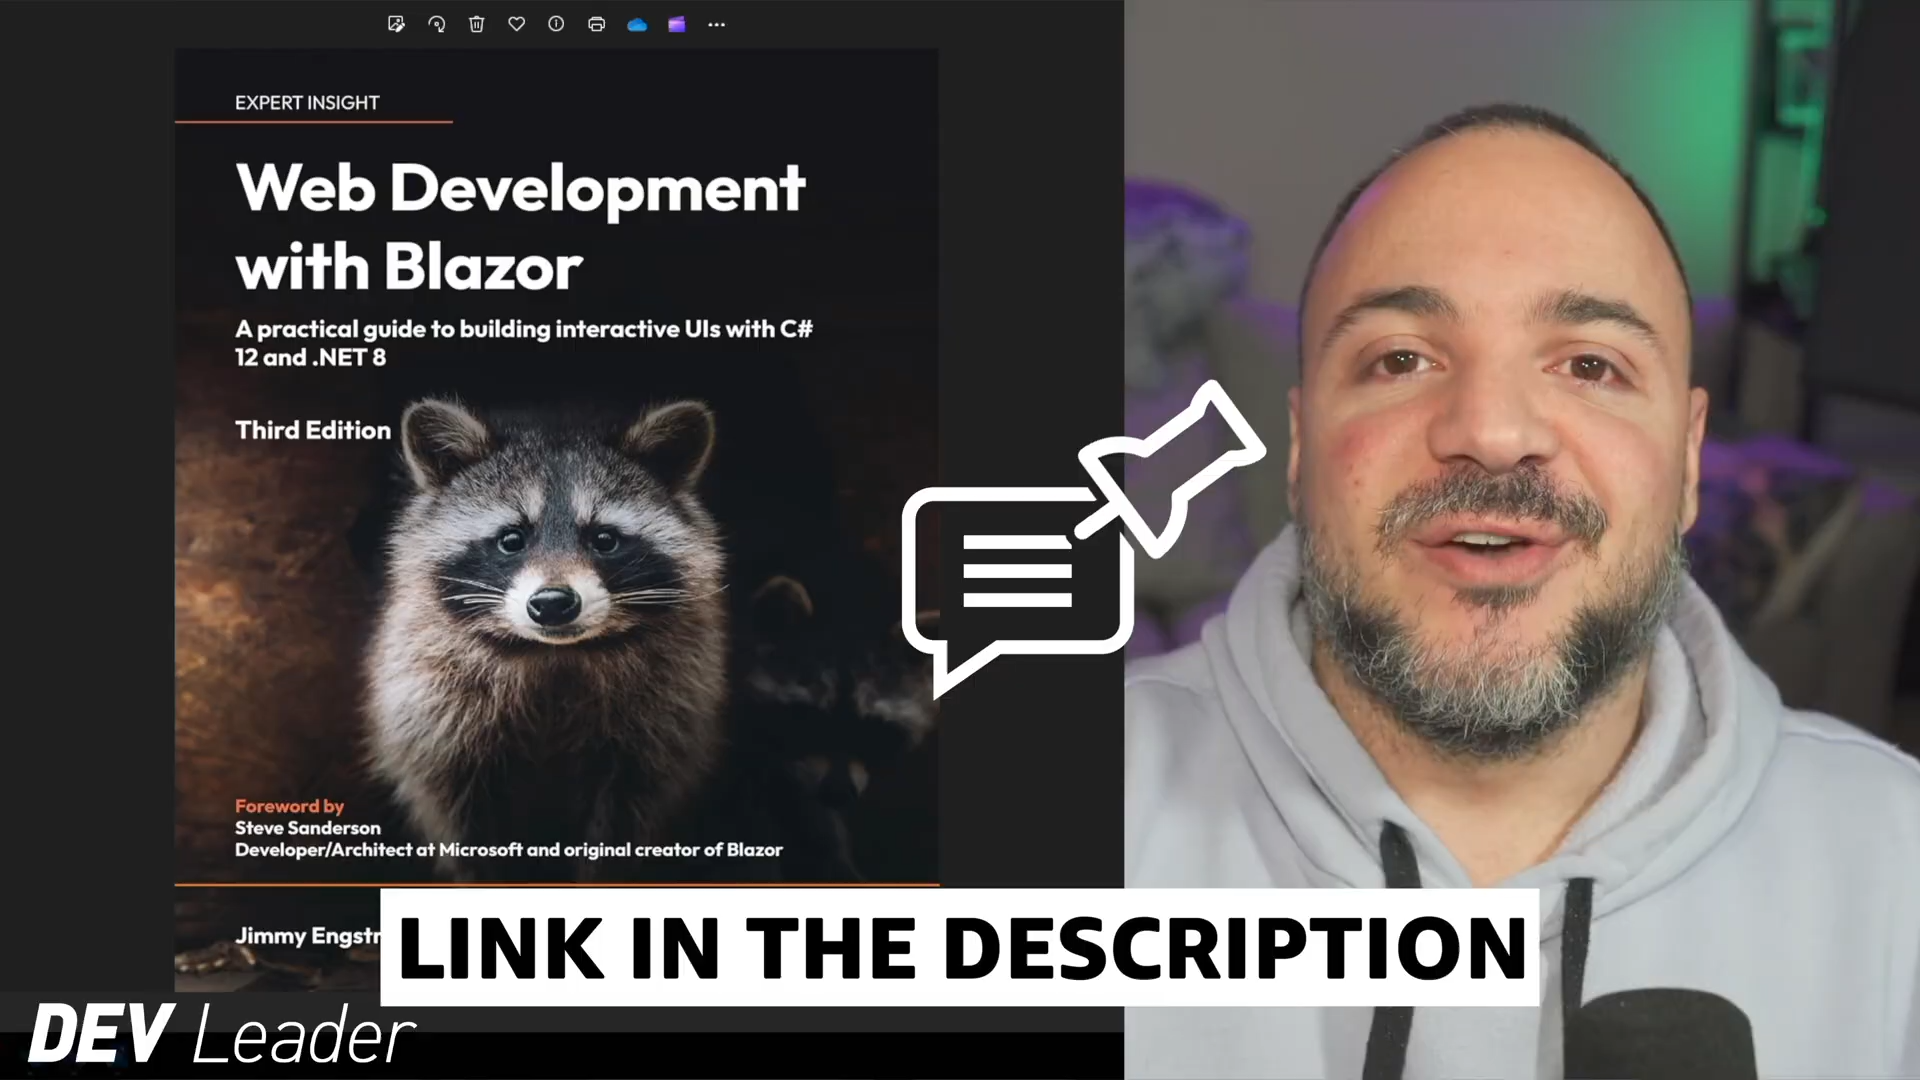 EXPERT INSIGHT
Web Development
with Blazor
A practical guide to building interactive UIs with C#
12 and .NET 8
Third Edition
Foreword by
Steve Sanderson
Developer/Architect at Microsoft and original creator of Blazor
Jimmy
LINK IN THE DESCRIPTION
DEV Leader